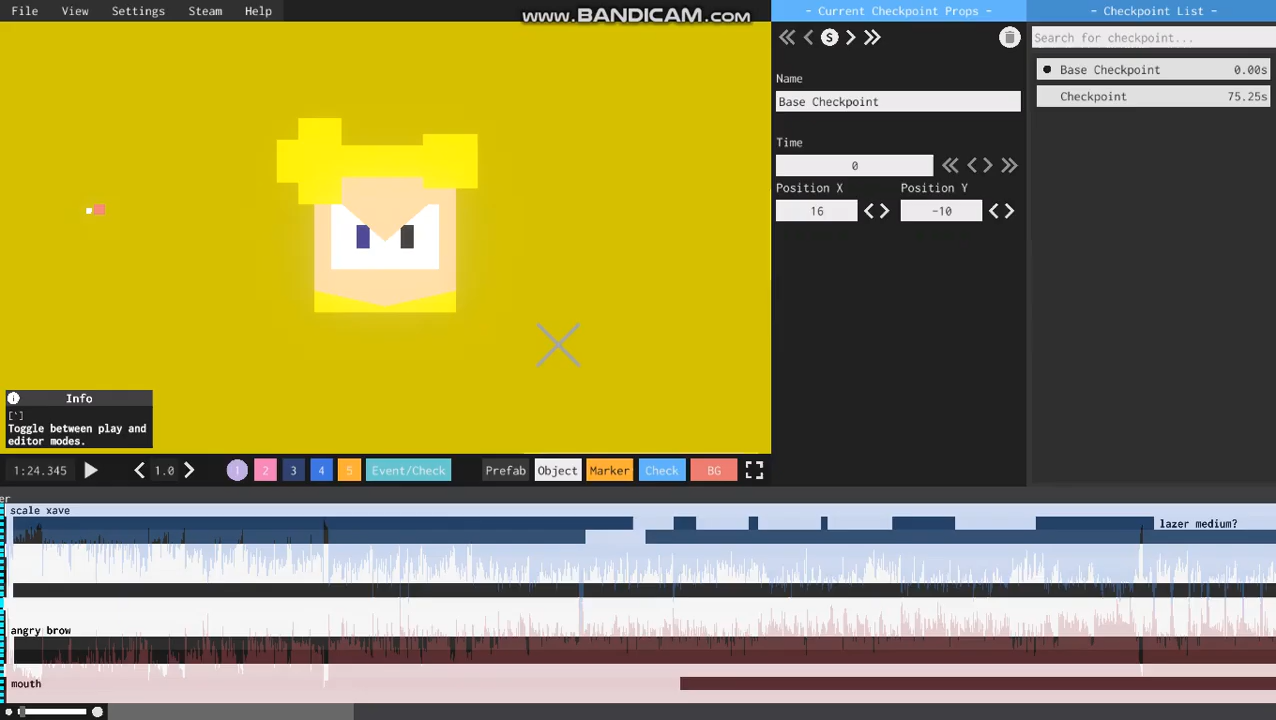 File View Settings Steam Help
www.BANDICAM.com
- Current Checkpoint Props -
- Checkpoint List -
S
Search for checkpoint...
Name
Base Checkpoint
Base Checkpoint 0.00s
Checkpoint 75.25s
Time
0
Position X Position Y
16 -10
Info
[`]
Toggle between play and
editor modes.
1:24.345 1.0 1 2 3 4 5 Event/Check Prefab Object Marker Check BG
er
scale xave
lazer medium?
angry brow
mouth